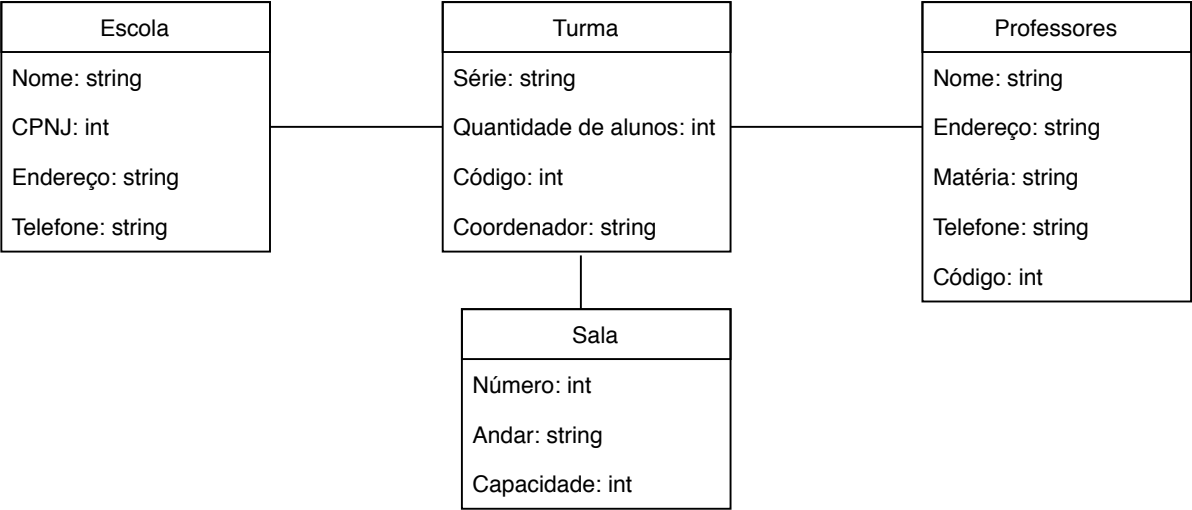 Escola
Nome: string
CPNJ: int
Endereço: string
Telefone: string
Turma
Série: string
Quantidade de alunos: int
Código: int
Coordenador: string
Professores
Nome: string
Endereço: string
Matéria: string
Telefone: string
Código: int
Sala
Número: int
Andar: string
Capacidade: int